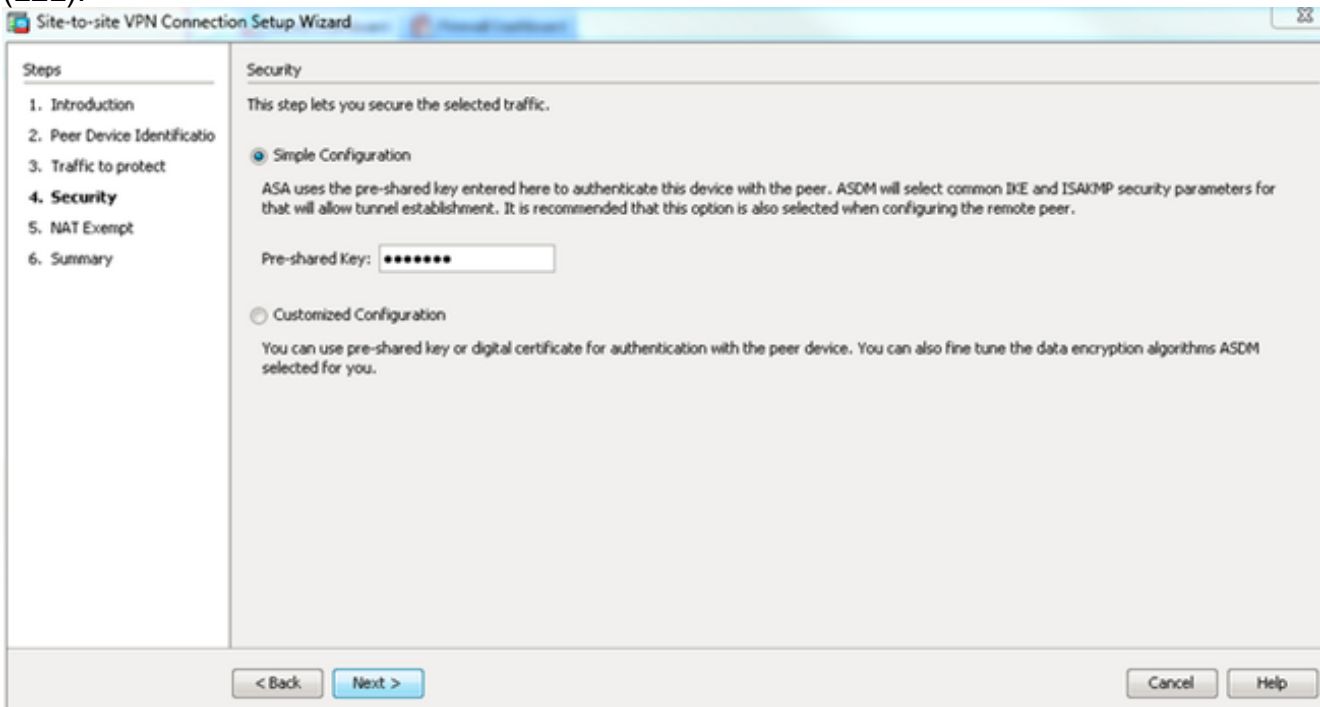 (L2L).
Site-to-site VPN Connection Setup Wizard
Steps
1. Introduction
2. Peer Device Identificatio
3. Traffic to protect
4. Security
5. NAT Exempt
6. Summary
Security
This step lets you secure the selected traffic.
Simple Configuration
ASA uses the pre-shared key entered here to authenticate this device with the peer. ASDM will select common IKE and ISAKMP security parameters for
that will allow tunnel establishment. It is recommended that this option is also selected when configuring the remote peer.
Pre-shared Key: •••••••
Customized Configuration
You can use pre-shared key or digital certificate for authentication with the peer device. You can also fine tune the data encryption algorithms ASDM
selected for you.
< Back
Next >
Cancel
Help